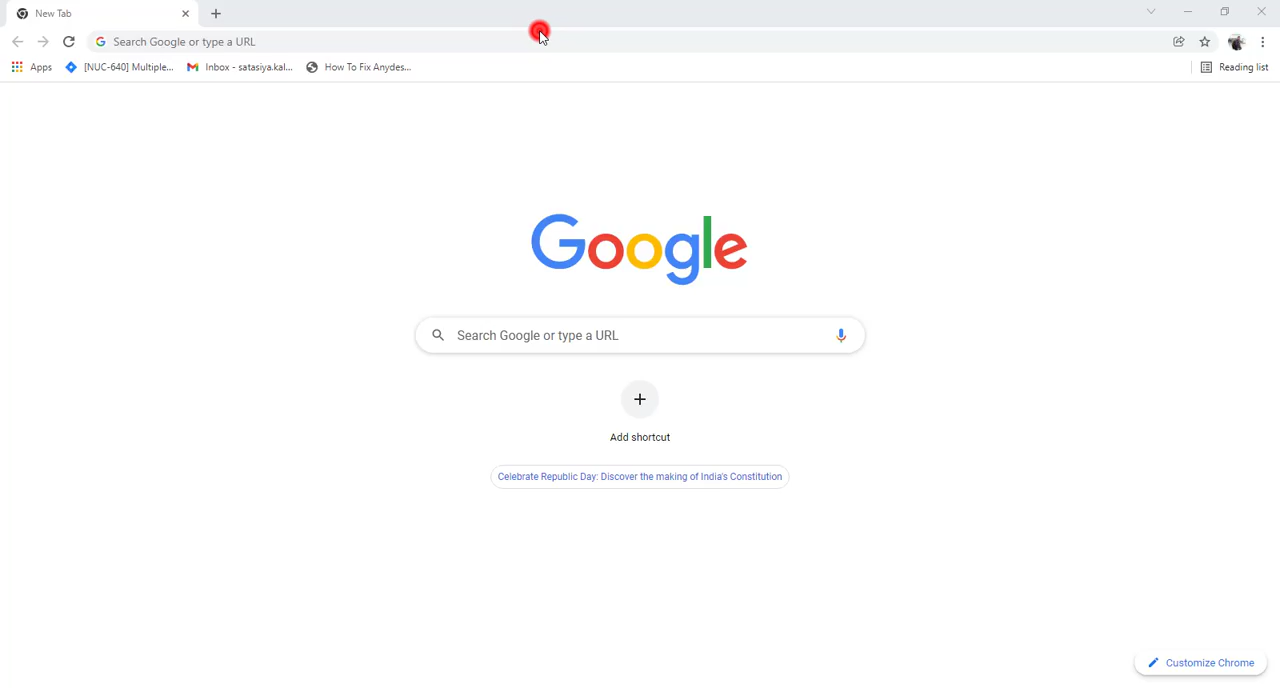 New Tab
Search Google or type a URL
Apps
[NUC-640] Multiple...
Inbox - satasiya.kal...
How To Fix Anydes...
Reading list
Google
Search Google or type a URL
Add shortcut
Celebrate Republic Day: Discover the making of India's Constitution
Customize Chrome